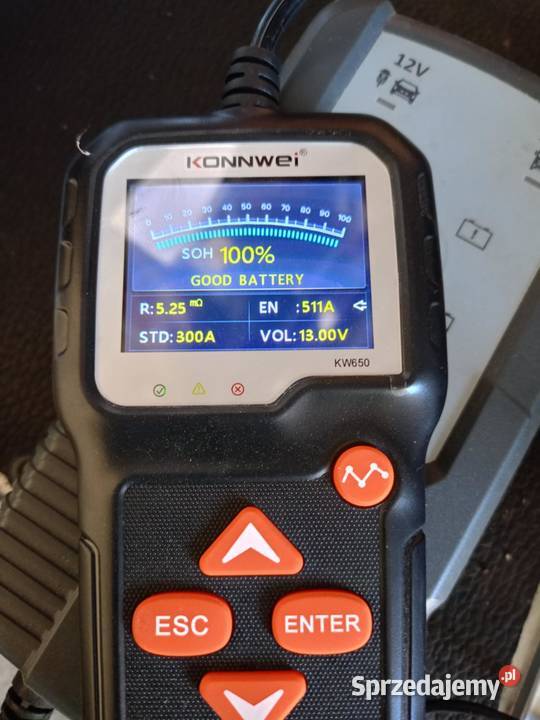 12V
KONNWEI®
0 10 20 30 40 50 60 70 80 90 100
SOH 100%
GOOD BATTERY
R: 5.25 mΩ EN :511A
STD: 300A VOL: 13.00V
KW650
ESC ENTER
Sprzedajemy.pl